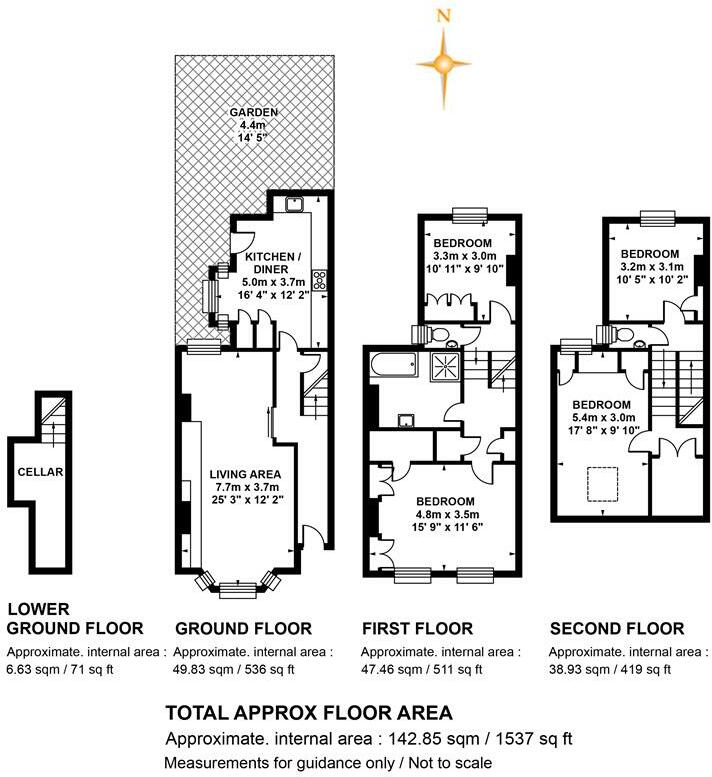 N
GARDEN
4.4m
14' 5"
KITCHEN /
DINER
5.0m x 3.7m
16' 4" x 12' 2"
BEDROOM
3.3m x 3.0m
10' 11" x 9' 10"
BEDROOM
3.2m x 3.1m
10' 5" x 10' 2"
CELLAR
LIVING AREA
7.7m x 3.7m
25' 3" x 12' 2"
BEDROOM
4.8m x 3.5m
15' 9" x 11' 6"
BEDROOM
5.4m x 3.0m
17' 8" x 9' 10"
LOWER
GROUND FLOOR
Approximate. internal area :
6.63 sqm / 71 sq ft
GROUND FLOOR
Approximate. internal area :
49.83 sqm / 536 sq ft
FIRST FLOOR
Approximate. internal area :
47.46 sqm / 511 sq ft
SECOND FLOOR
Approximate. internal area :
38.93 sqm / 419 sq ft
TOTAL APPROX FLOOR AREA
Approximate. internal area : 142.85 sqm / 1537 sq ft
Measurements for guidance only / Not to scale